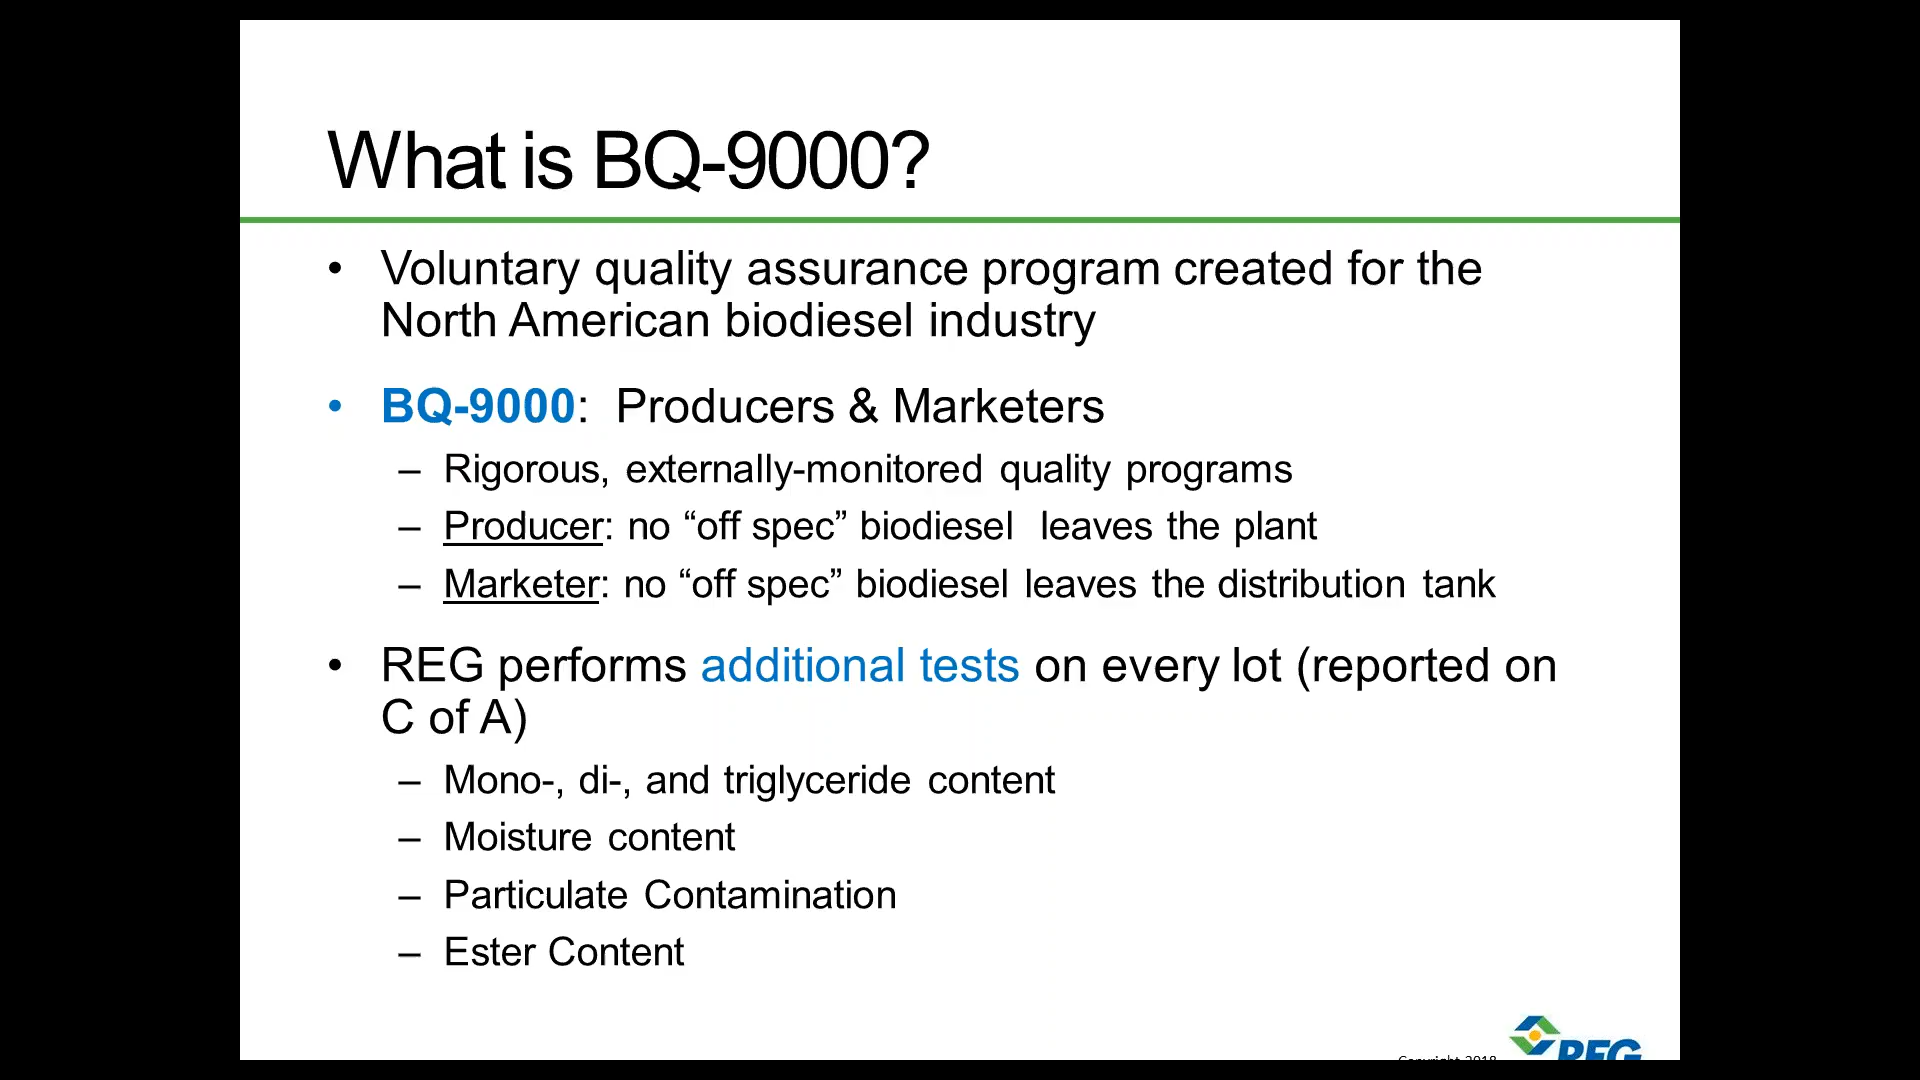 What is BQ-9000?
• Voluntary quality assurance program created for the
North American biodiesel industry
• BQ-9000: Producers & Marketers
– Rigorous, externally-monitored quality programs
– Producer: no “off spec” biodiesel leaves the plant
– Marketer: no “off spec” biodiesel leaves the distribution tank
• REG performs additional tests on every lot (reported on
C of A)
– Mono-, di-, and triglyceride content
– Moisture content
– Particulate Contamination
– Ester Content
Copyright 2018
REG